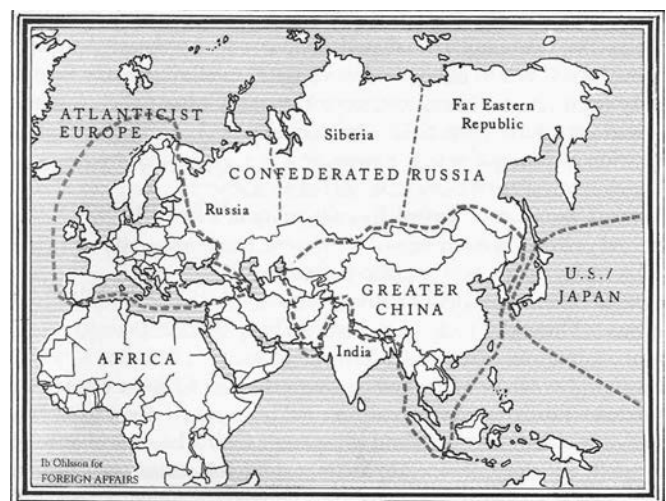 ATLANTICIST
EUROPE
Siberia
Far Eastern
Republic
CONFEDERATED RUSSIA
Russia
U.S./
JAPAN
GREATER
CHINA
AFRICA
India
Ib Ohlsson for
FOREIGN AFFAIRS